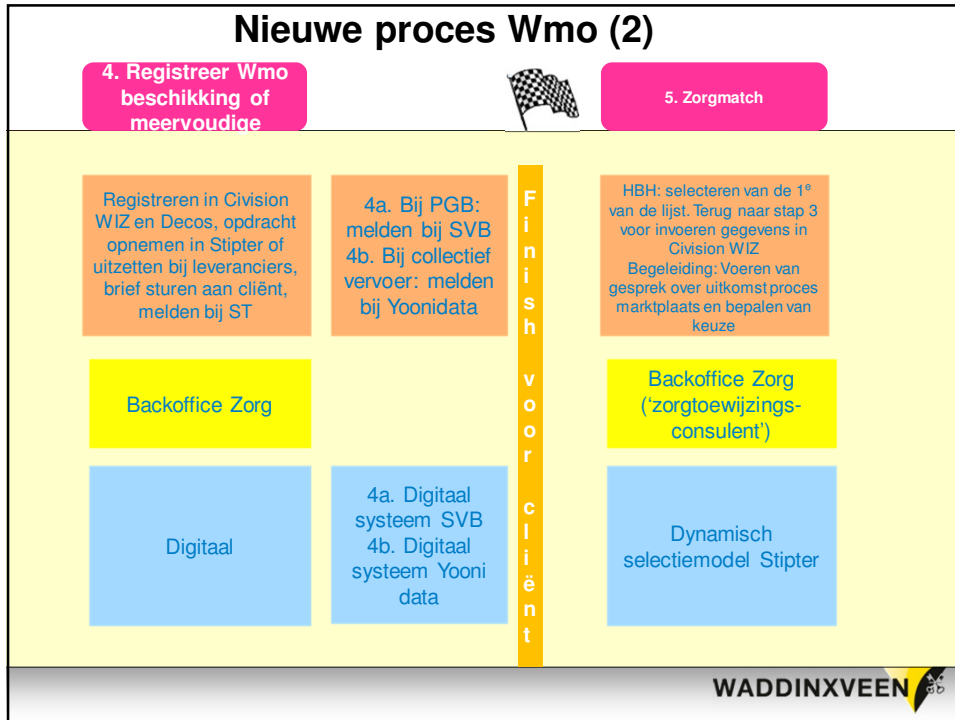 Nieuwe proces Wmo (2)
4. Registreer Wmo
beschikking of
meervoudige
5. Zorgmatch
Registreren in Civision
WIZ en Decos, opdracht
opnemen in Stipter of
uitzetten bij leveranciers,
brief sturen aan cliënt,
melden bij ST
4a. Bij PGB:
melden bij SVB
4b. Bij collectief
vervoer: melden
bij Yoonidata
Finish voor cliënt
HBH: selecteren van de 1e
van de lijst. Terug naar stap 3
voor invoeren gegevens in
Civision WIZ
Begeleiding: Voeren van
gesprek over uitkomst proces
marktplaats en bepalen van
keuze
Backoffice Zorg
Backoffice Zorg
(‘zorgtoewijzings-
consulent’)
Digitaal
4a. Digitaal
systeem SVB
4b. Digitaal
systeem Yooni
data
Dynamisch
selectiemodel Stipter
WADDINXVEEN